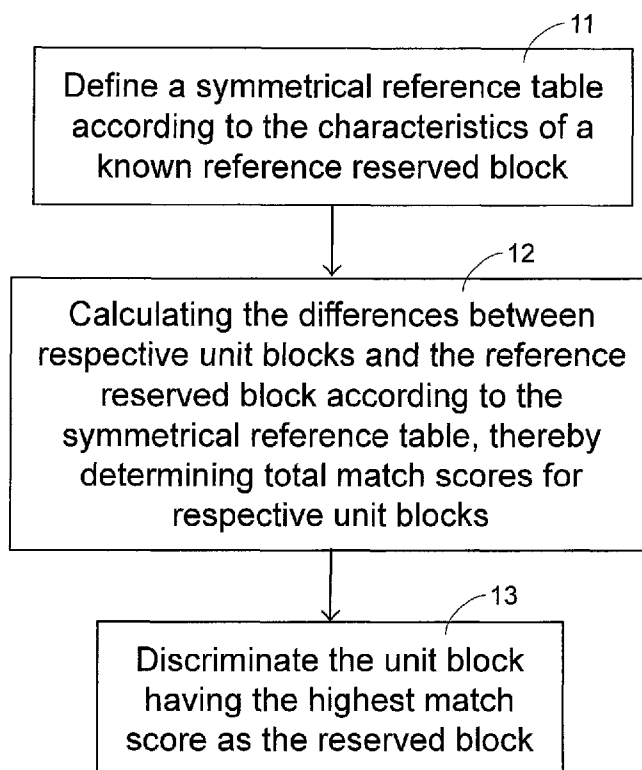 11
Define a symmetrical reference table
according to the characteristics of a
known reference reserved block
12
Calculating the differences between
respective unit blocks and the reference
reserved block according to the
symmetrical reference table, thereby
determining total match scores for
respective unit blocks
13
Discriminate the unit block
having the highest match
score as the reserved block